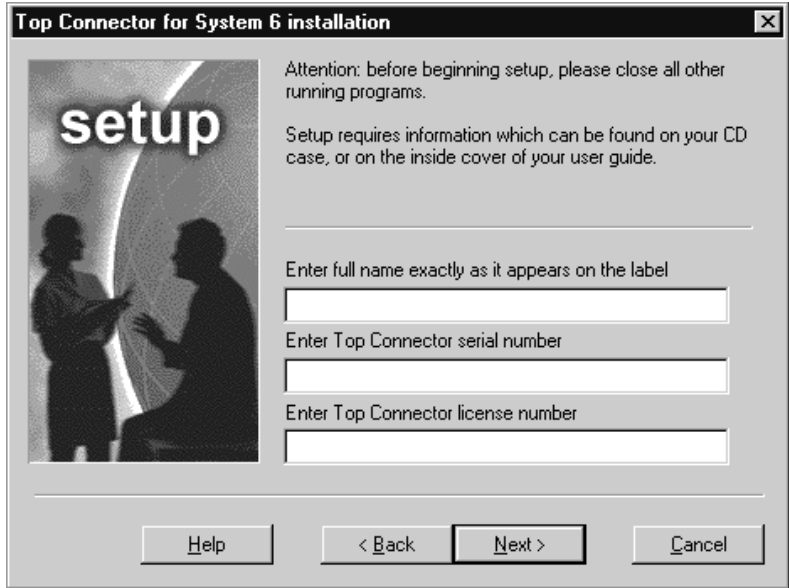 Top Connector for System 6 installation
setup
Attention: before beginning setup, please close all other
running programs.
Setup requires information which can be found on your CD
case, or on the inside cover of your user guide.
Enter full name exactly as it appears on the label
Enter Top Connector serial number
Enter Top Connector license number
Help
< Back
Next >
Cancel